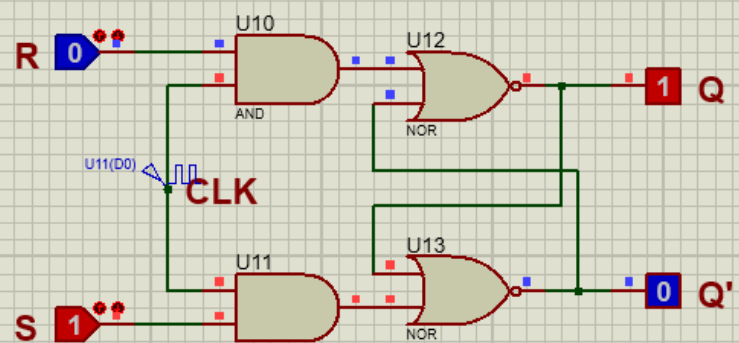 U10
U12
R
0
1
Q
AND
NOR
U11(D0)
CLK
U13
U11
0
Q'
S
1
NOR